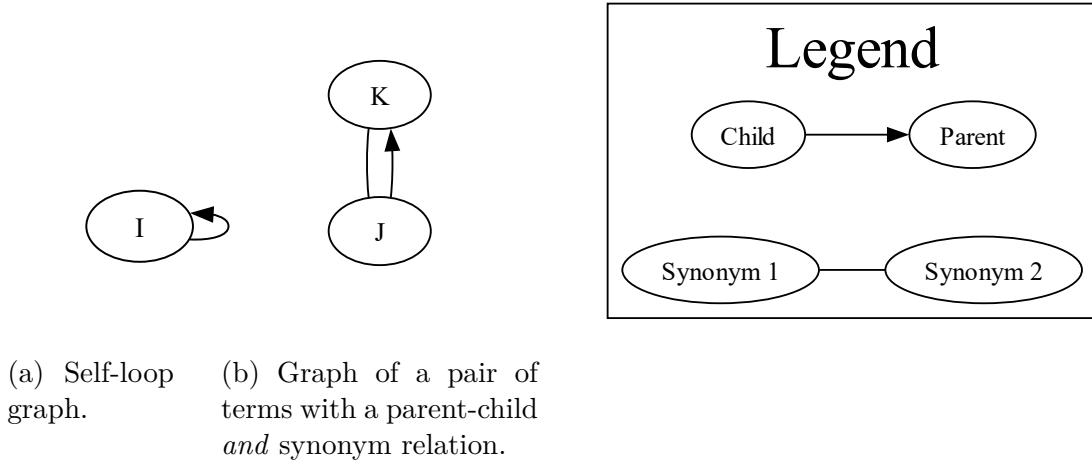 K
I
J
Legend
Child
Parent
Synonym 1
Synonym 2
(a) Self-loop
graph.
(b) Graph of a pair of
terms with a parent-child
and synonym relation.